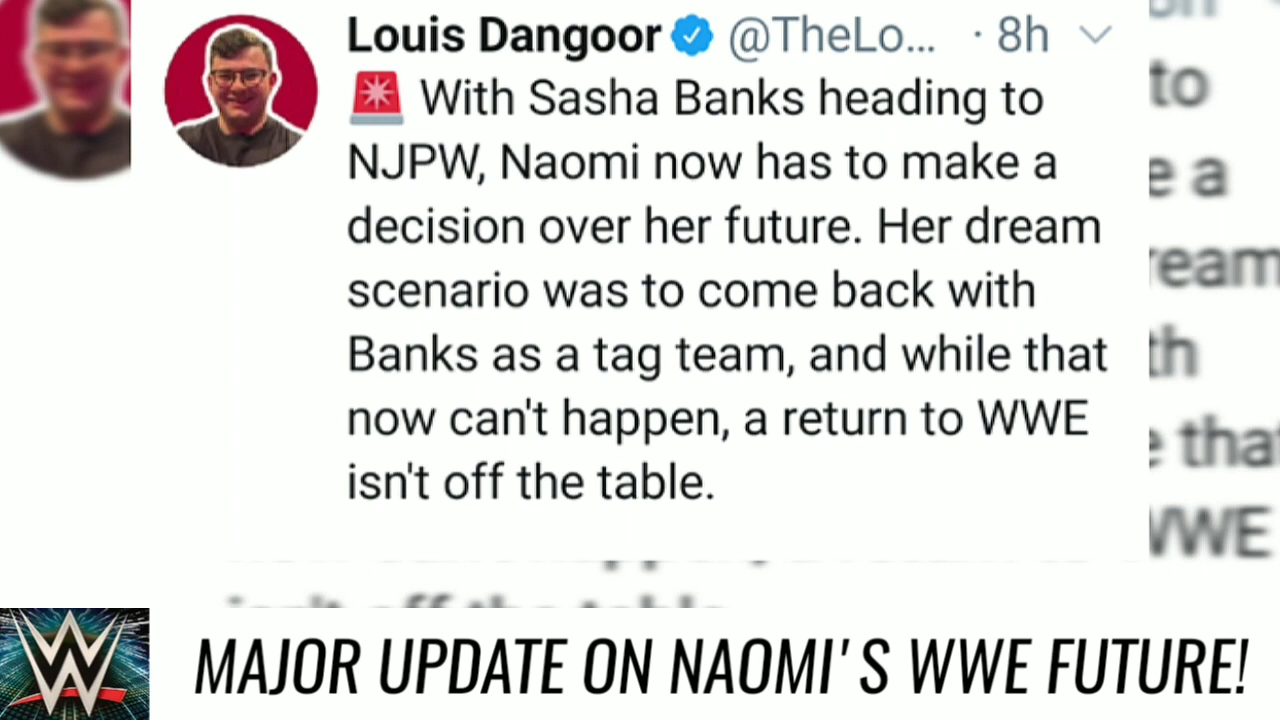 Louis Dangoor @TheLo... · 8h
🚨 With Sasha Banks heading to
NJPW, Naomi now has to make a
decision over her future. Her dream
scenario was to come back with
Banks as a tag team, and while that
now can't happen, a return to WWE
isn't off the table.
MAJOR UPDATE ON NAOMI'S WWE FUTURE!